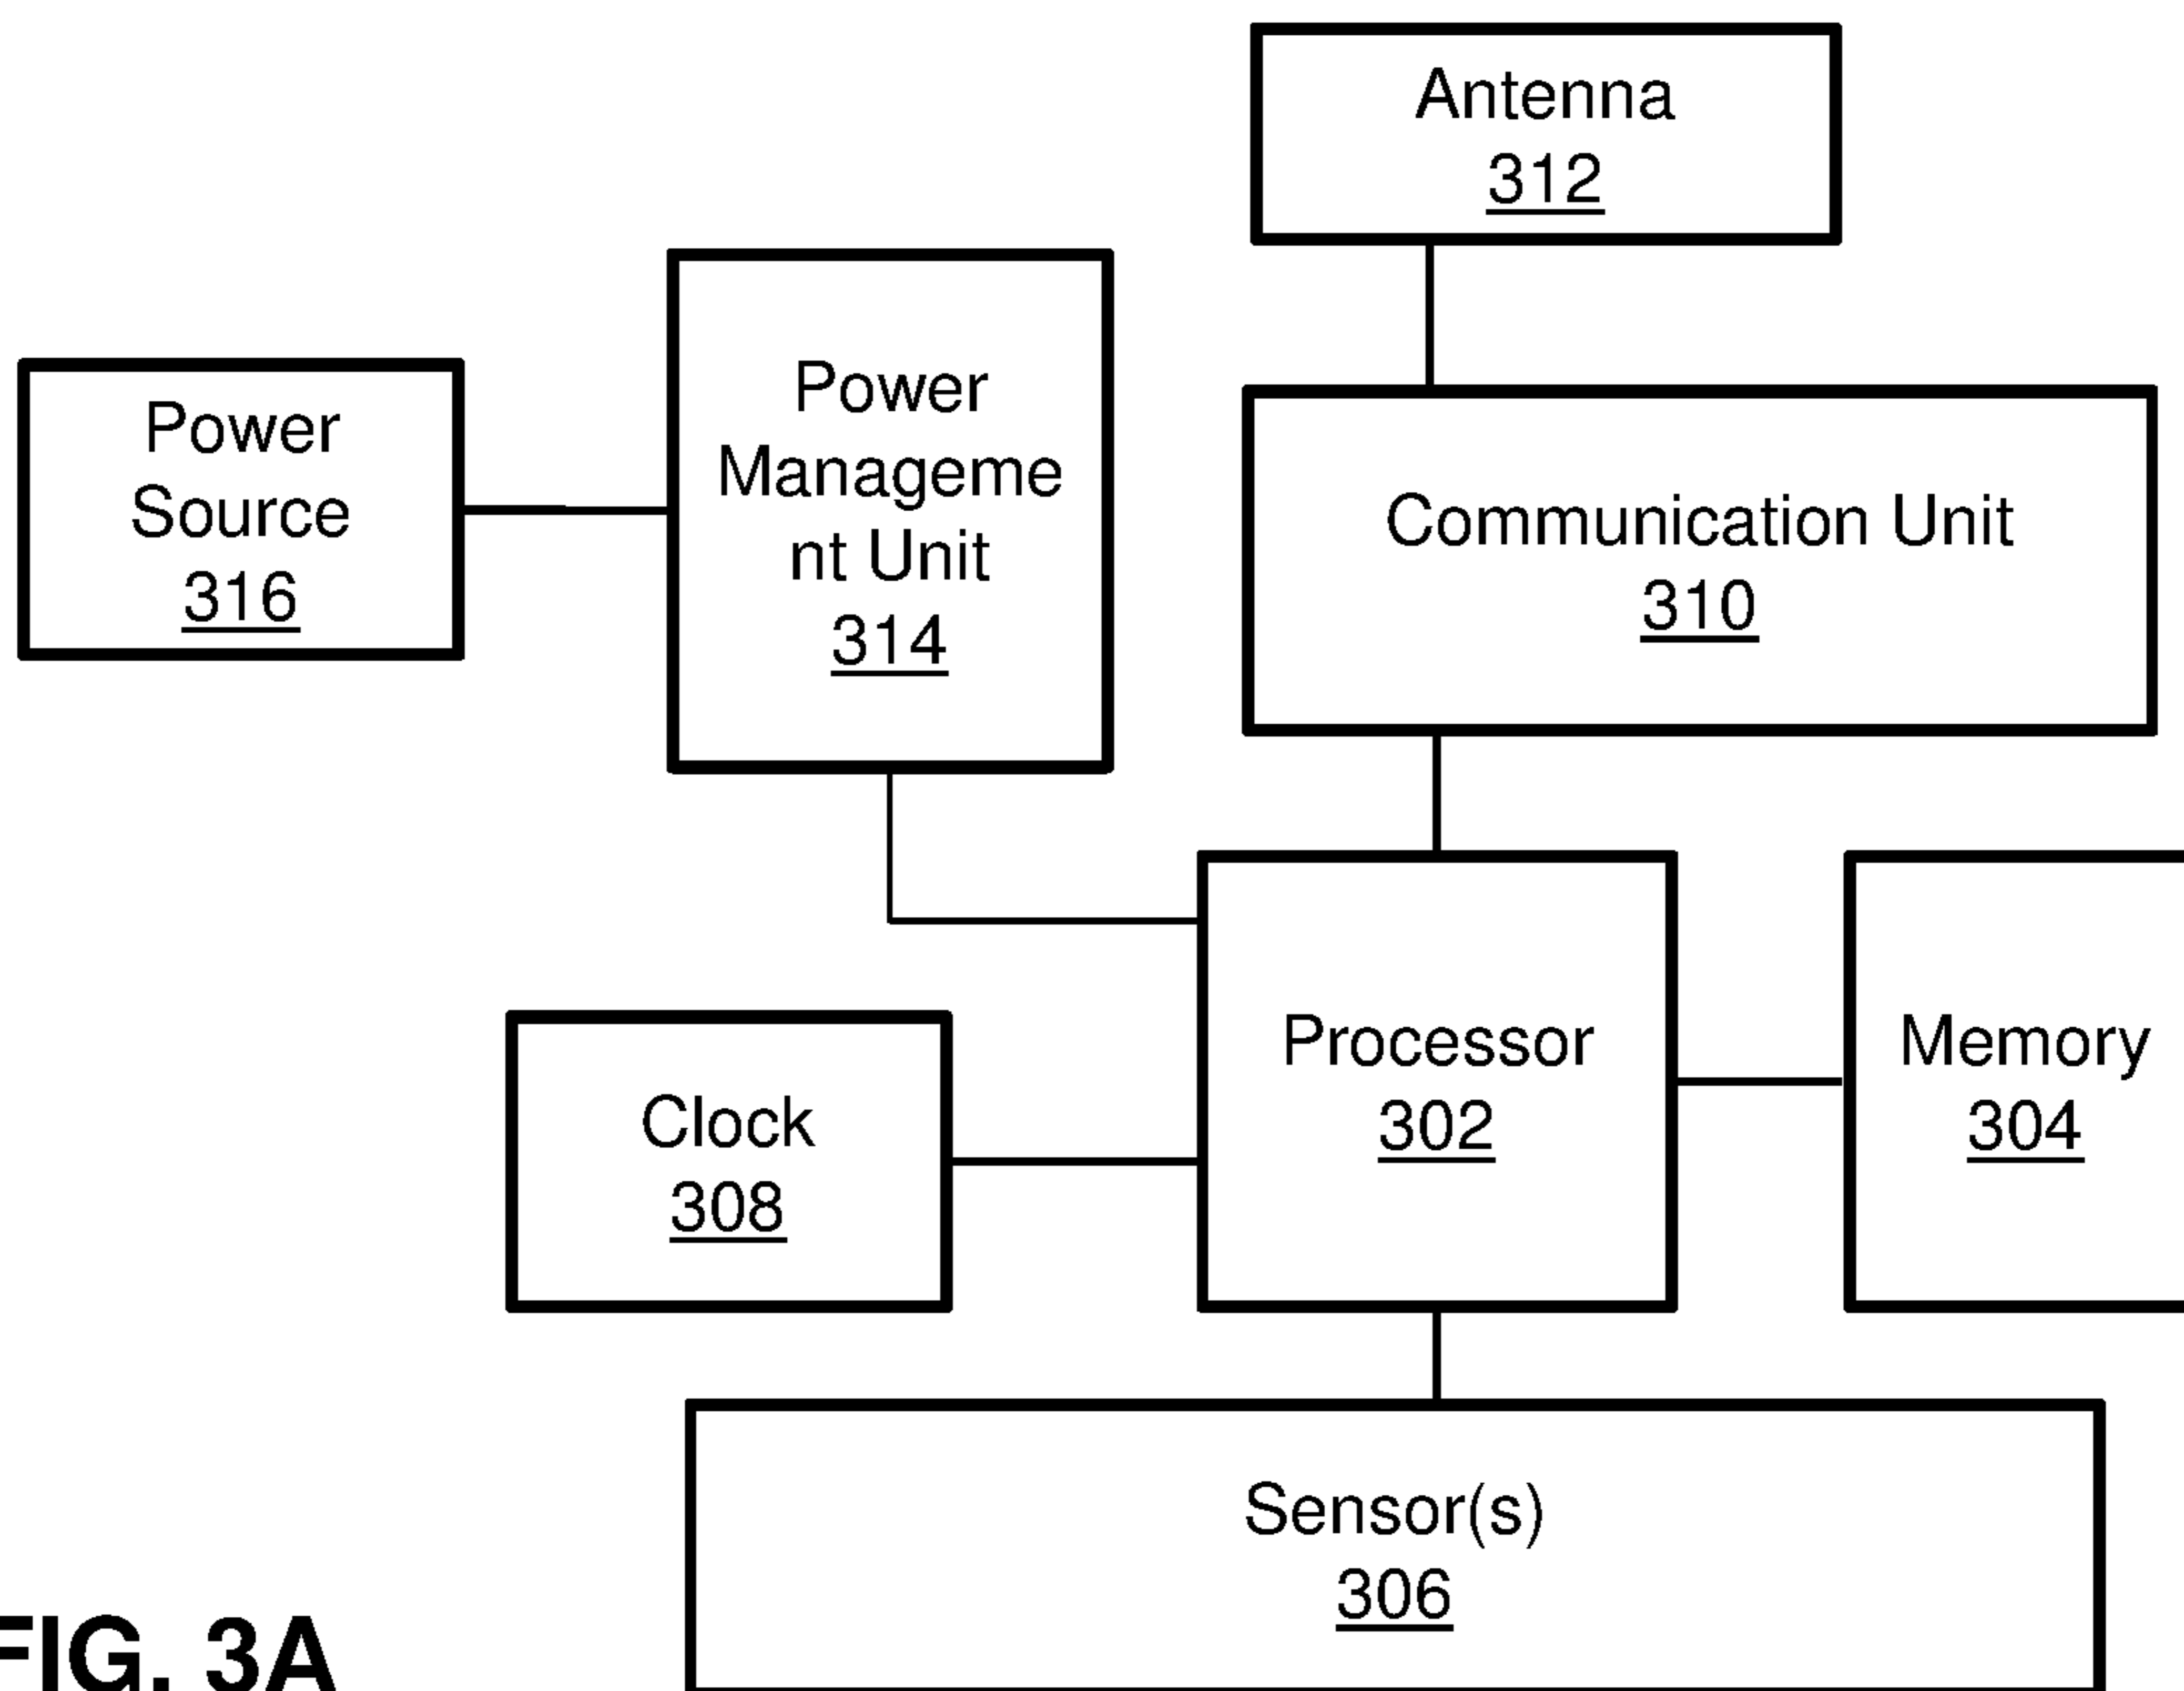 Antenna
312
Power
Source
316
Power
Manageme
nt Unit
314
Communication Unit
310
Processor
302
Memory
304
Clock
308
Sensor(s)
306
FIG. 3A